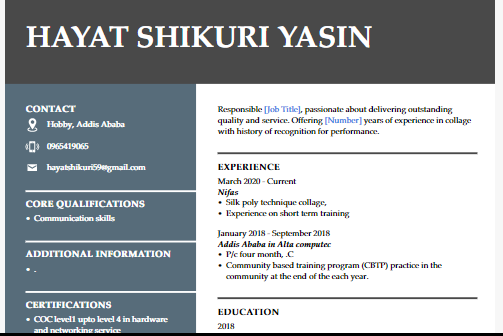 HAYAT SHIKURI YASIN
CONTACT
Hobby, Addis Ababa
0965419065
hayatshikuri59@gmail.com
CORE QUALIFICATIONS
• Communication skills
ADDITIONAL INFORMATION
• .
CERTIFICATIONS
• COC level1 upto level 4 in hardware
and networking service
Responsible [Job Title], passionate about delivering outstanding
quality and service. Offering [Number] years of experience in collage
with history of recognition for performance.
EXPERIENCE
March 2020 - Current
Nifas
• Silk poly technique collage,
• Experience on short term training
January 2018 - September 2018
Addis Ababa in Alta computec
• P/c four month, .C
• Community based training program (CBTP) practice in the
community at the end of the each year.
EDUCATION
2018